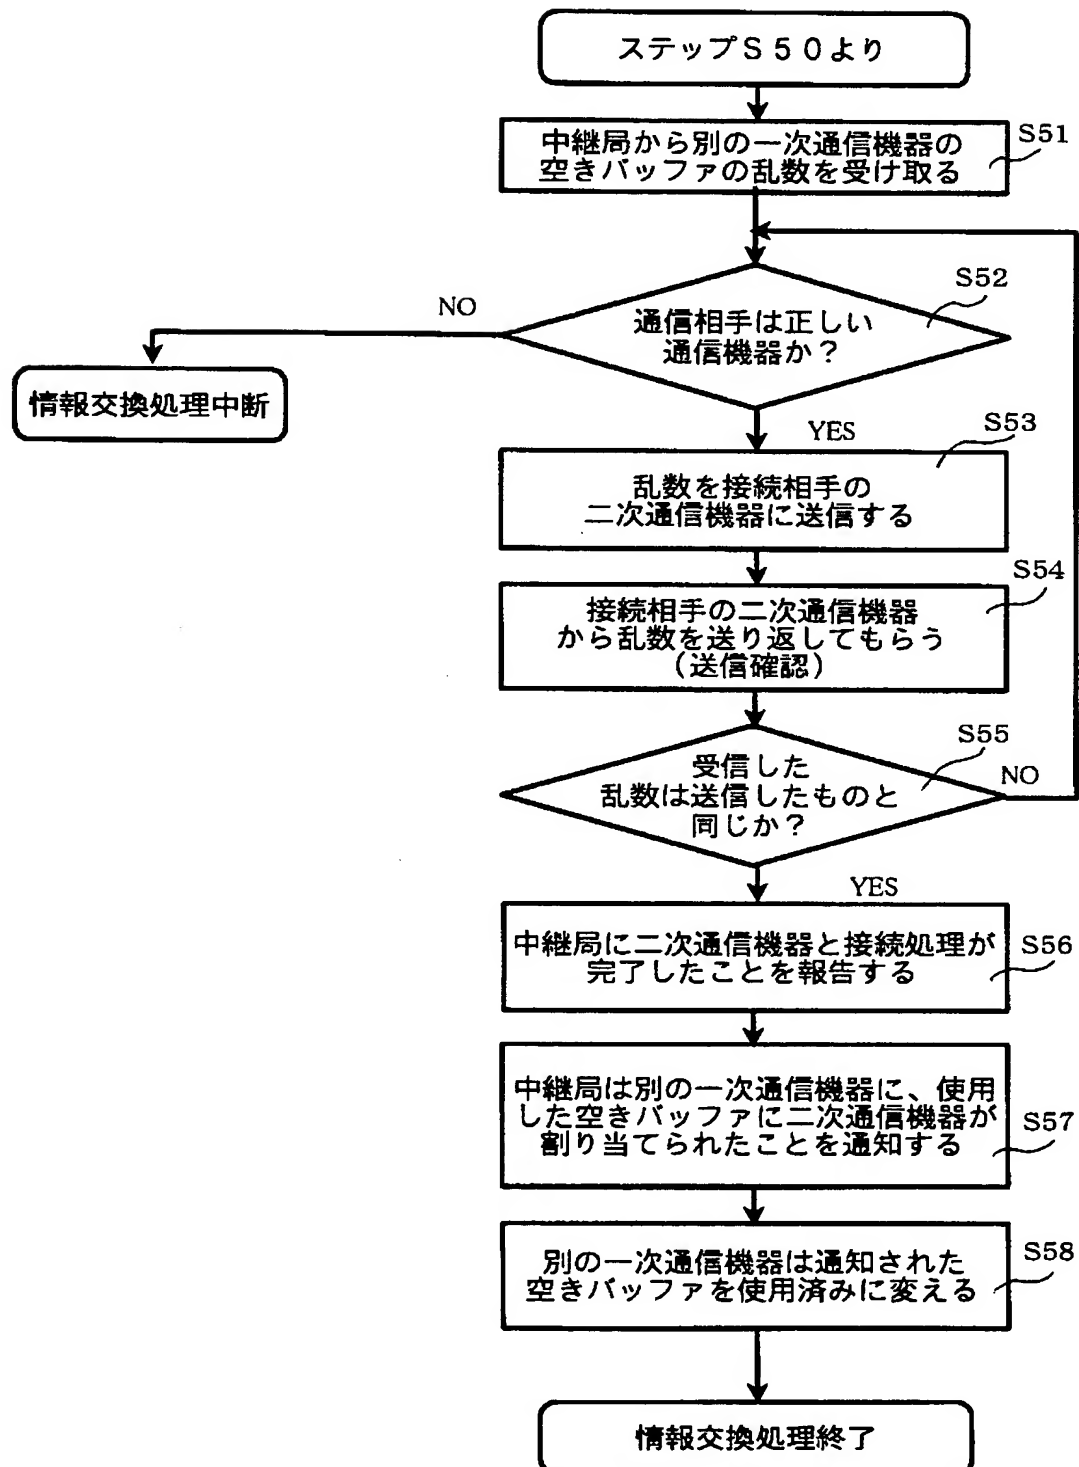 ステップS50より
S51
中継局から別の一次通信機器の
空きバッファの乱数を受け取る
S52
NO
通信相手は正しい
通信機器か?
情報交換処理中断
YES
S53
乱数を接続相手の
二次通信機器に送信する
S54
接続相手の二次通信機器
から乱数を送り返してもらう
(送信確認)
S55
受信した
乱数は送信したものと
同じか?
NO
YES
中継局に二次通信機器と接続処理が
完了したことを報告する
S56
中継局は別の一次通信機器に、使用
した空きバッファに二次通信機器が
割り当てられたことを通知する
S57
別の一次通信機器は通知された
空きバッファを使用済みに変える
S58
情報交換処理終了